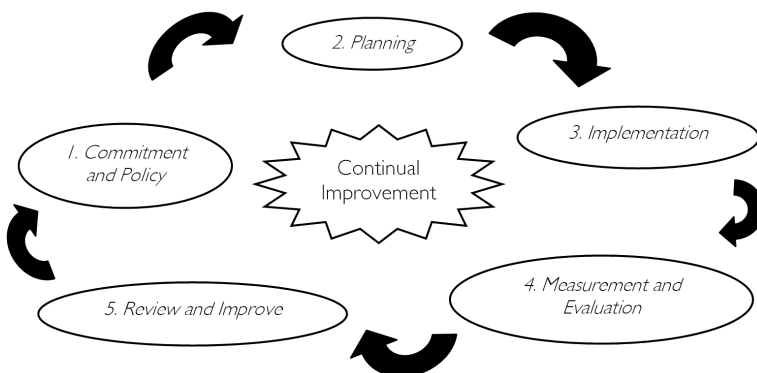 2. Planning
3. Implementation
1. Commitment
and Policy
Continual
Improvement
4. Measurement and
Evaluation
5. Review and Improve